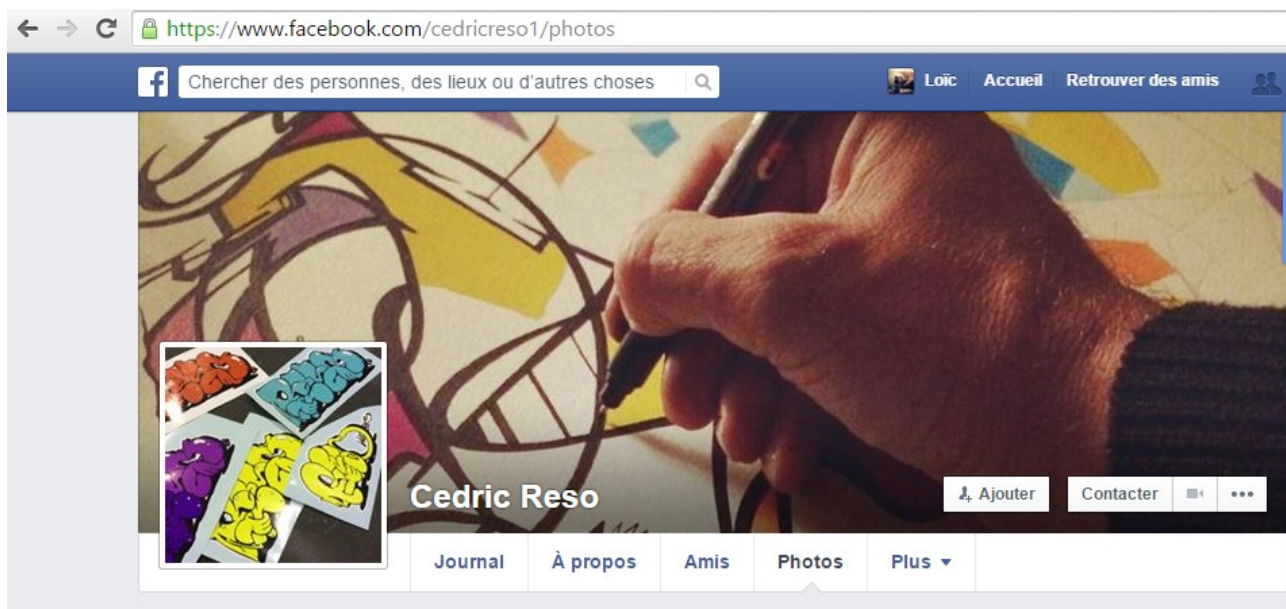 https://www.facebook.com/cedricreso1/photos
f Chercher des personnes, des lieux ou d'autres choses Loïc Accueil Retrouver des amis
Cedric Reso Ajouter Contacter
Journal À propos Amis Photos Plus